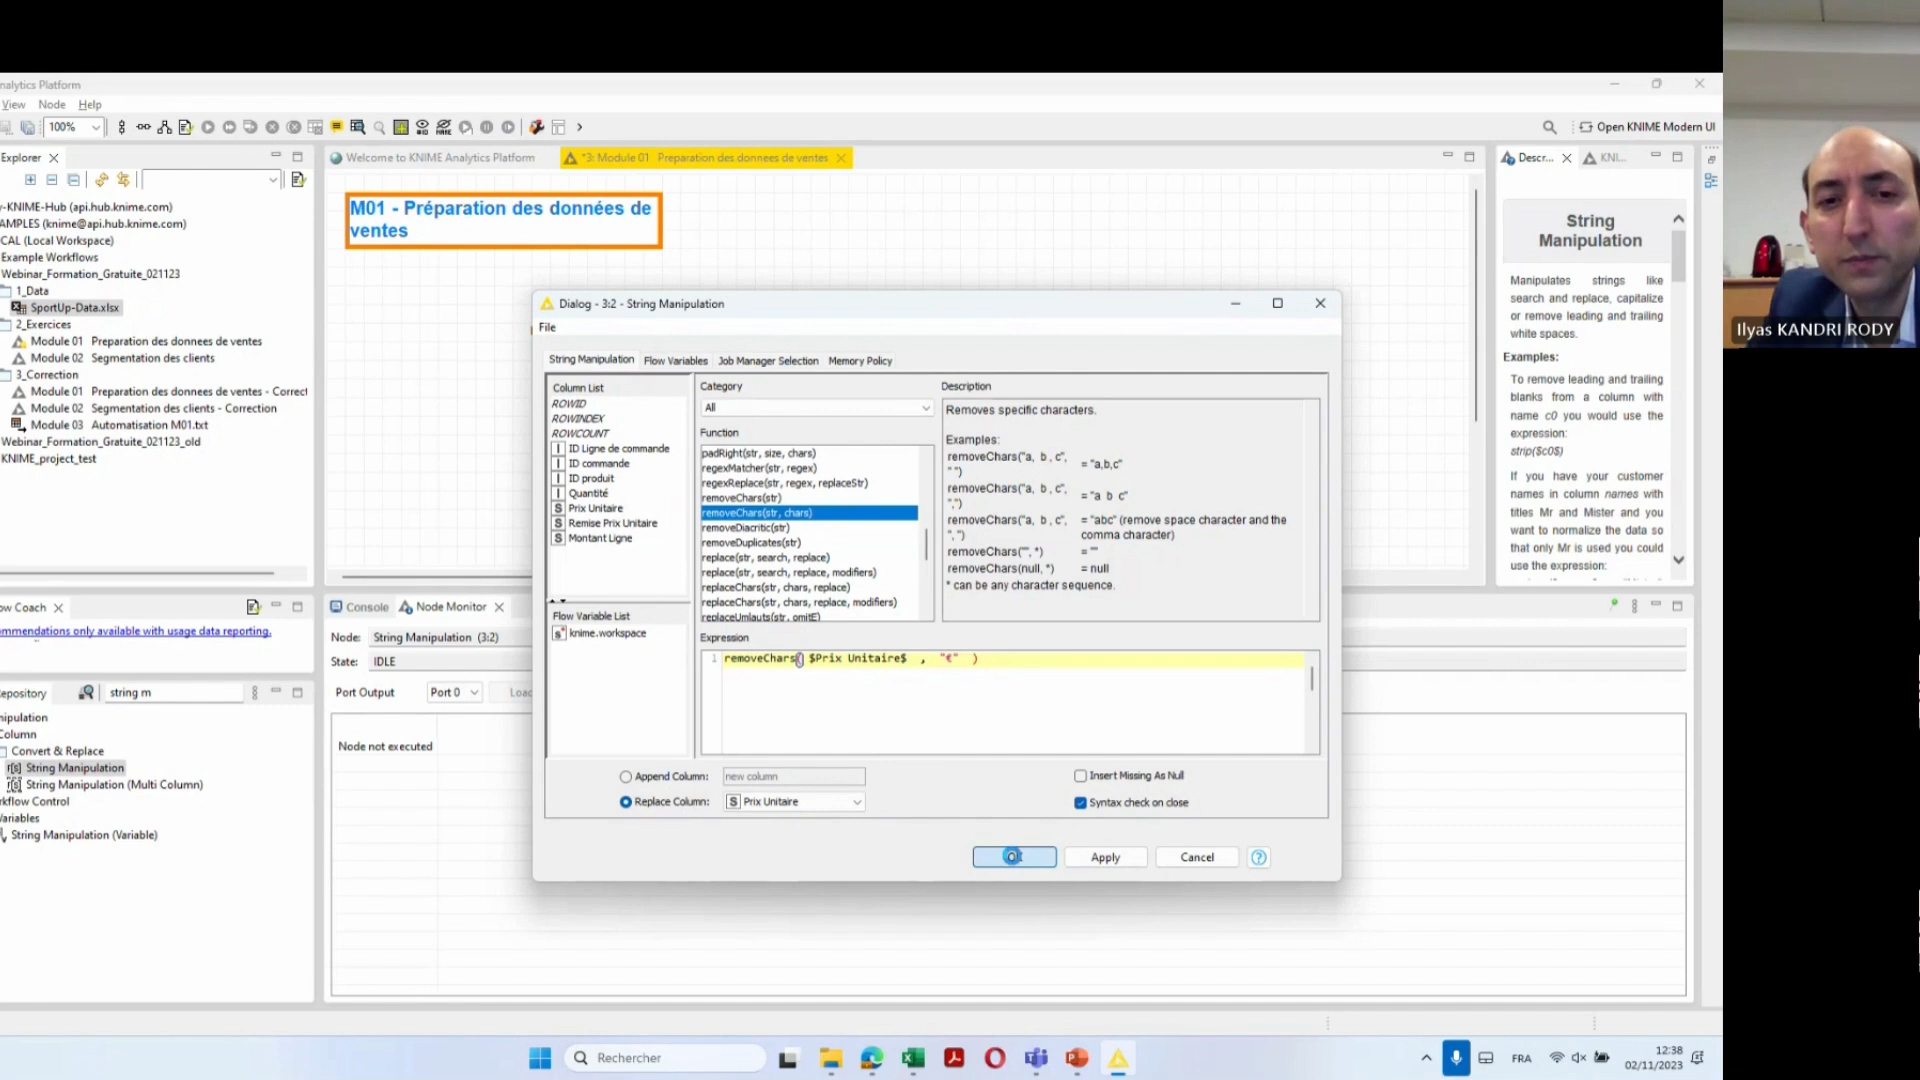 nalytics Platform
View Node Help
100%
Open KNIME Modern UI
Explorer
Welcome to KNIME Analytics Platform
*3: Module 01 Preparation des donnees de ventes
Descr...
KNI...
y-KNIME-Hub (api.hub.knime.com)
AMPLES (knime@api.hub.knime.com)
CAL (Local Workspace)
Example Workflows
Webinar_Formation_Gratuite_021123
1_Data
SportUp-Data.xlsx
2_Exercices
Module 01 Preparation des donnees de ventes
Module 02 Segmentation des clients
3_Correction
Module 01 Preparation des donnees de ventes - Correct
Module 02 Segmentation des clients - Correction
Module 03 Automatisation M01.txt
Webinar_Formation_Gratuite_021123_old
KNIME_project_test
M01 - Préparation des données de
ventes
String
Manipulation
Manipulates strings like
search and replace, capitalize
or remove leading and trailing
white spaces.
Examples:
To remove leading and trailing
blanks from a column with
name c0 you would use the
expression:
strip($c0$)
If you have your customer
names in column names with
titles Mr and Mister and you
want to normalize the data so
that only Mr is used you could
use the expression:
Dialog - 3:2 - String Manipulation
File
String Manipulation Flow Variables Job Manager Selection Memory Policy
Column List
ROWID
ROWINDEX
ROWCOUNT
I ID Ligne de commande
I ID commande
I ID produit
I Quantité
S Prix Unitaire
S Remise Prix Unitaire
S Montant Ligne
Flow Variable List
s knime.workspace
Category
All
Function
padRight(str, size, chars)
regexMatcher(str, regex)
regexReplace(str, regex, replaceStr)
removeChars(str)
removeChars(str, chars)
removeDiacritic(str)
removeDuplicates(str)
replace(str, search, replace)
replace(str, search, replace, modifiers)
replaceChars(str, chars, replace)
replaceChars(str, chars, replace, modifiers)
replaceUmlauts(str, omitE)
Description
Removes specific characters.
Examples:
removeChars("a, b , c", " ") = "a,b,c"
removeChars("a, b , c", ",") = "a b c"
removeChars("a, b , c", ", ") = "abc" (remove space character and the comma character)
removeChars("", *) = ""
removeChars(null, *) = null
* can be any character sequence.
Expression
1 removeChars( $Prix Unitaire$ , "€" )
Append Column: new column
Replace Column: S Prix Unitaire
Insert Missing As Null
Syntax check on close
Apply
Cancel
ow Coach
mmendations only available with usage data reporting.
epository
string m
nipulation
Column
Convert & Replace
String Manipulation
String Manipulation (Multi Column)
rkflow Control
Variables
String Manipulation (Variable)
Console
Node Monitor
Node: String Manipulation (3:2)
State: IDLE
Port Output Port 0
Node not executed
Ilyas KANDRI RODY
Rechercher
FRA
12:38
02/11/2023